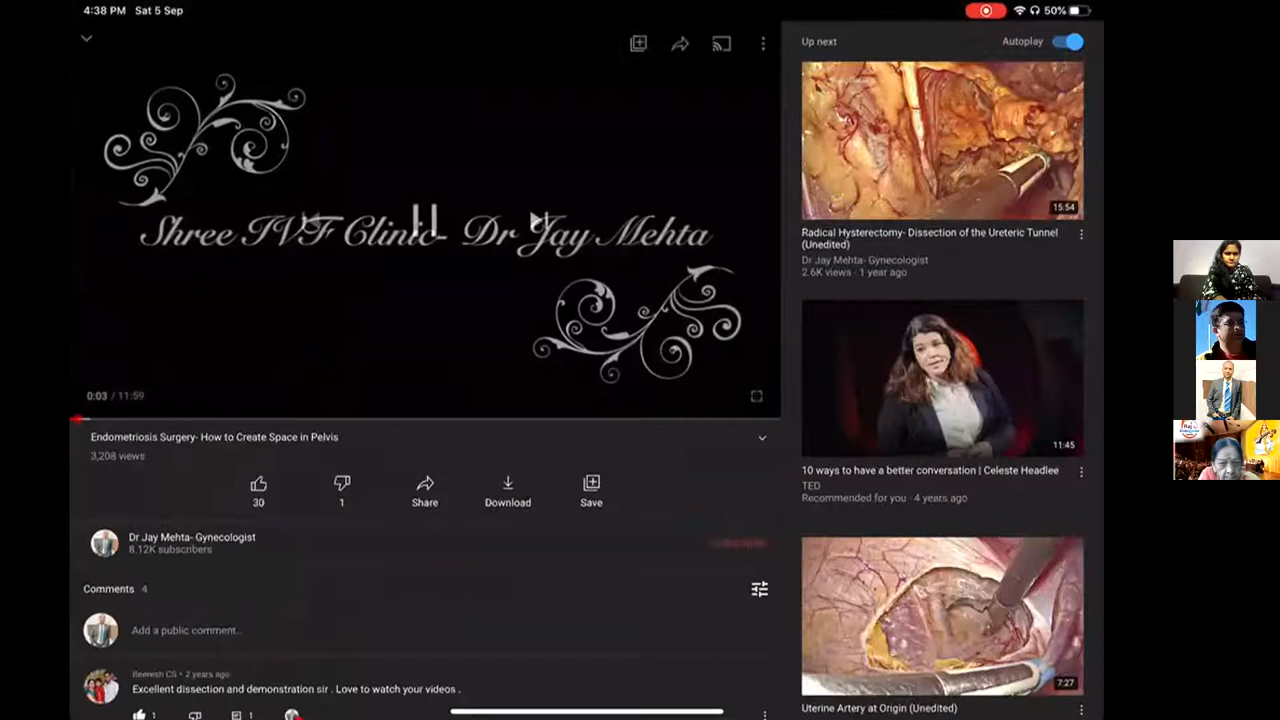 4:38 PM Sat 5 Sep
50%
Up next
Autoplay
Shree IVF Clinic- Dr Jay Mehta
0:03 / 11:59
Endometriosis Surgery- How to Create Space in Pelvis
3,208 views
30
1
Share
Download
Save
Dr Jay Mehta- Gynecologist
8.12K subscribers
Comments 4
Add a public comment..
Beeresh CS • 2 years ago
Excellent dissection and demonstration sir . Love to watch your videos .
1
1
15:54
Radical Hysterectomy- Dissection of the Ureteric Tunnel
(Unedited)
Dr Jay Mehta- Gynecologist
2.6K views · 1 year ago
11:45
10 ways to have a better conversation | Celeste Headlee
TED
Recommended for you · 4 years ago
7:27
Uterine Artery at Origin (Unedited)